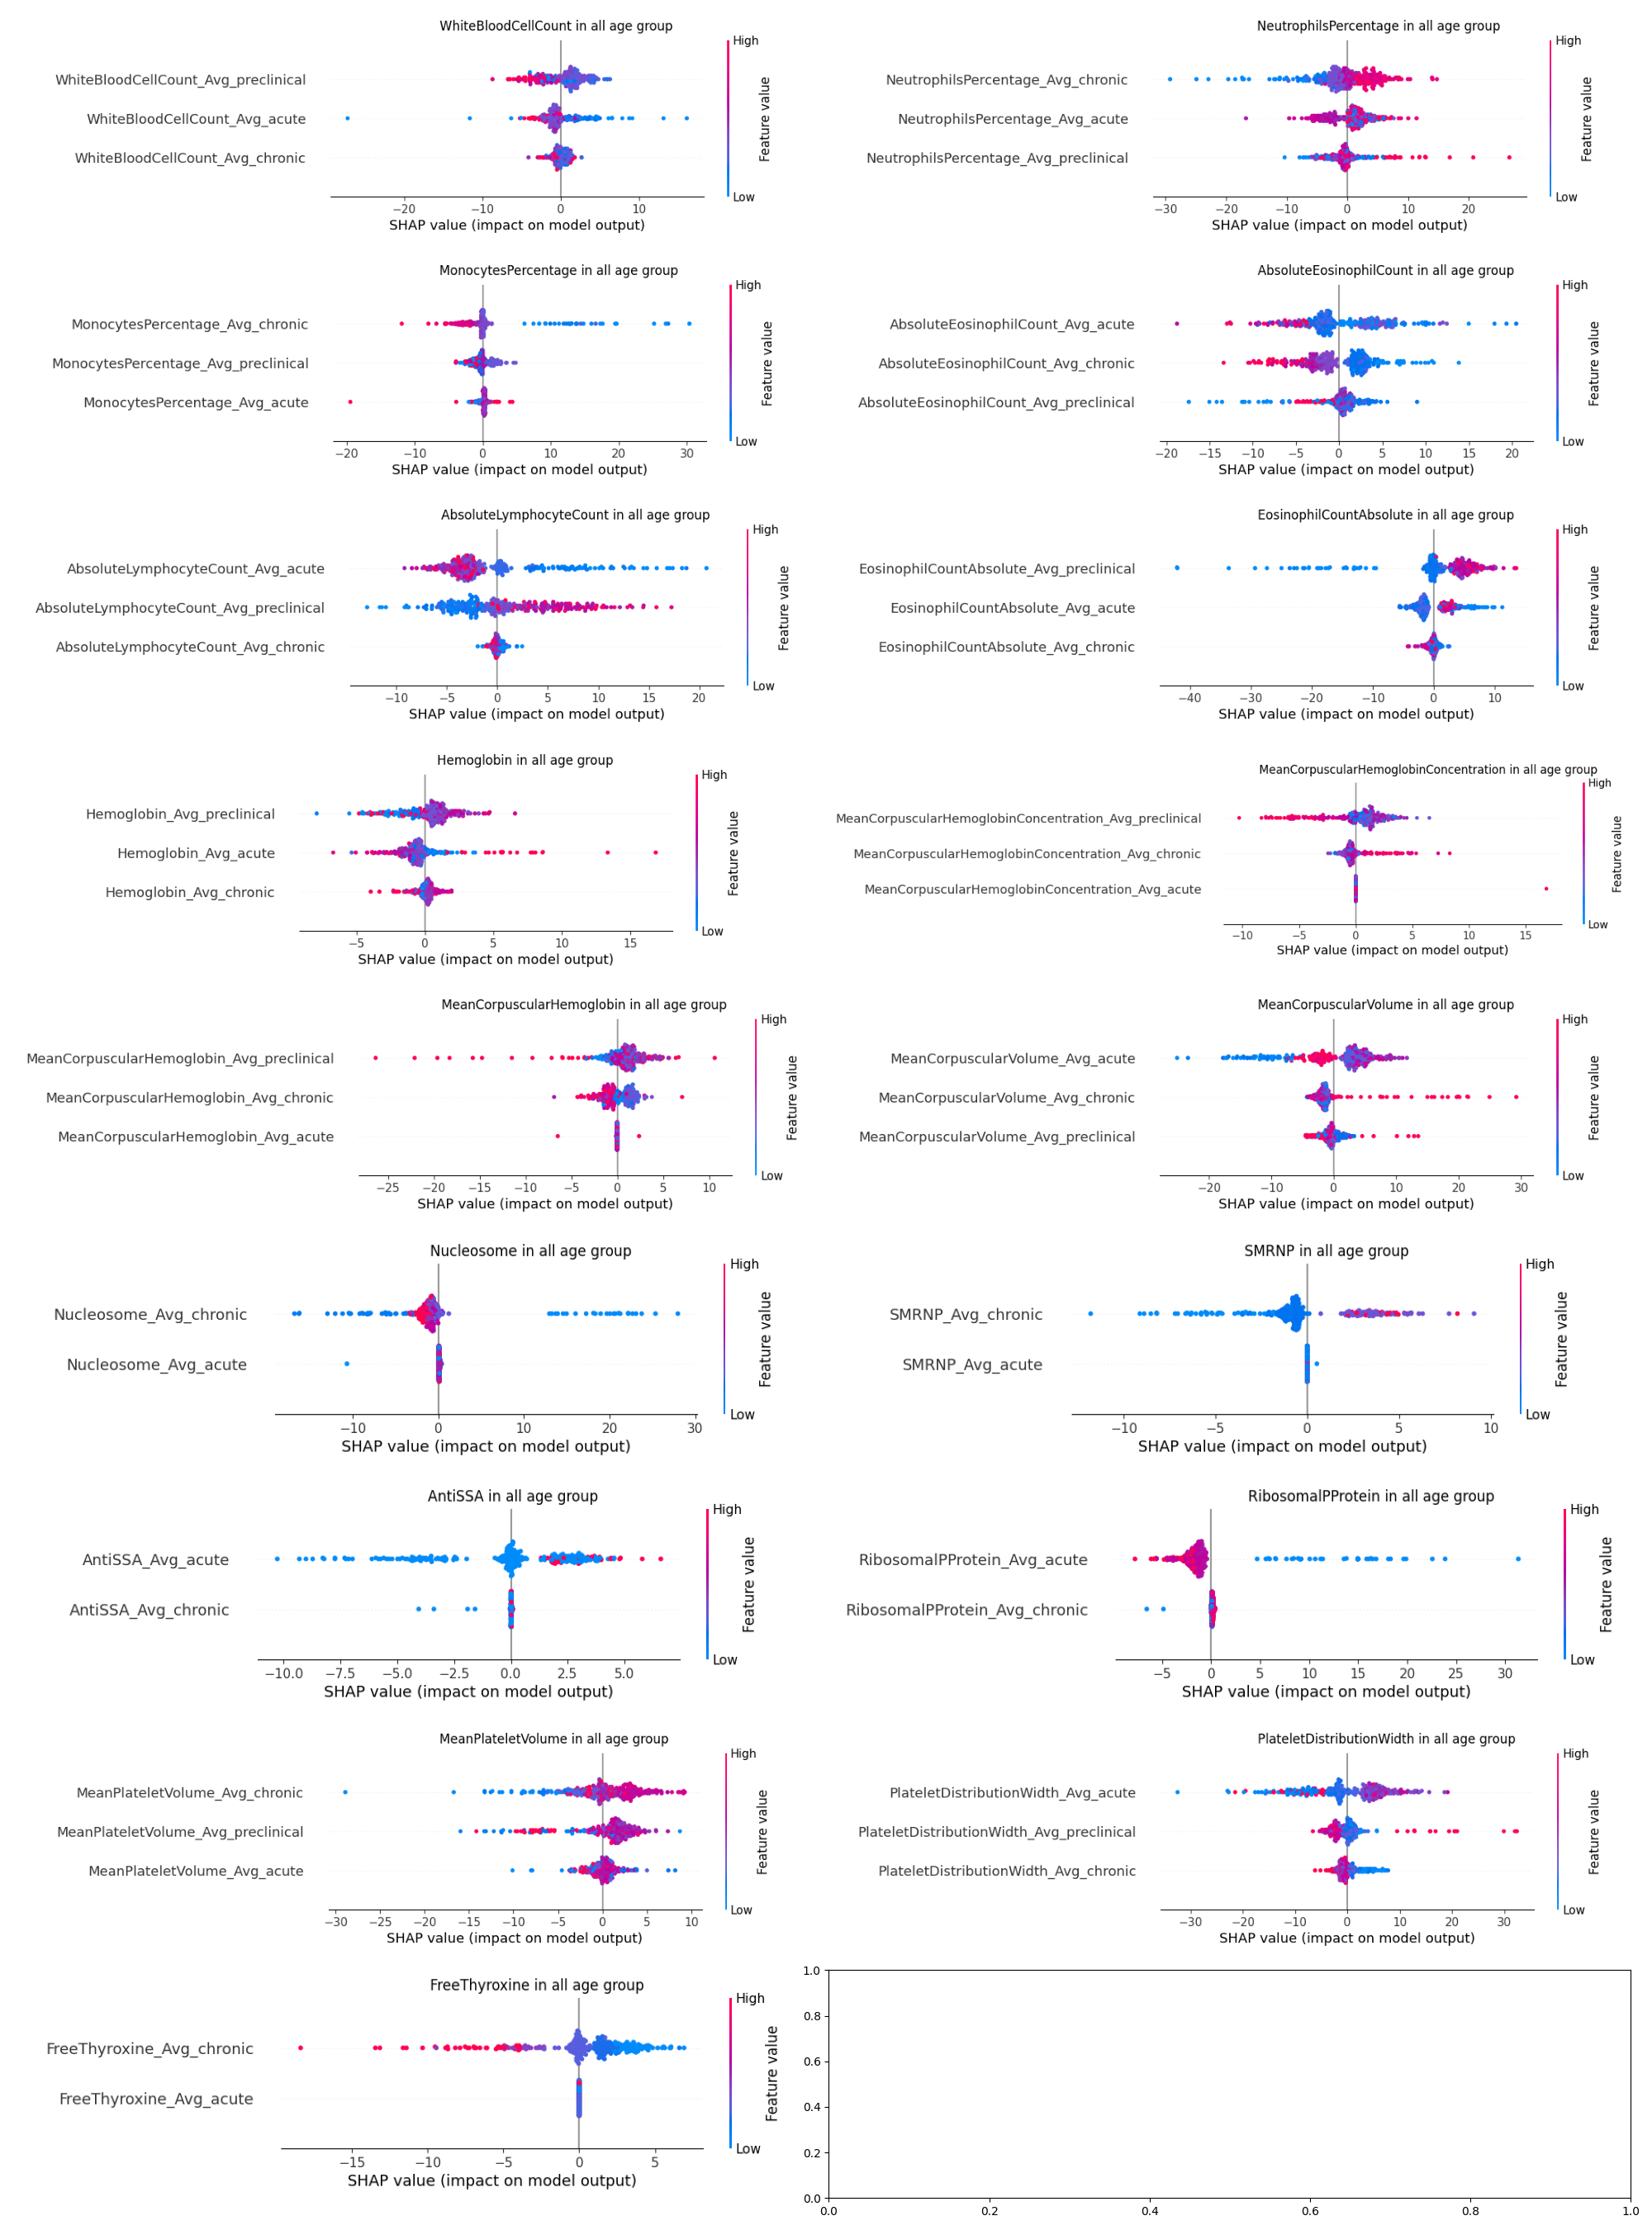 WhiteBloodCellCount in all age group
High
WhiteBloodCellCount_Avg_preclinical
WhiteBloodCellCount_Avg_acute
WhiteBloodCellCount_Avg_chronic
Feature value
Low
−20 −10 0 10
SHAP value (impact on model output)
NeutrophilsPercentage in all age group
High
NeutrophilsPercentage_Avg_chronic
NeutrophilsPercentage_Avg_acute
NeutrophilsPercentage_Avg_preclinical
Feature value
Low
−30 −20 −10 0 10 20
SHAP value (impact on model output)
MonocytesPercentage in all age group
High
MonocytesPercentage_Avg_chronic
MonocytesPercentage_Avg_preclinical
MonocytesPercentage_Avg_acute
Feature value
Low
−20 −10 0 10 20 30
SHAP value (impact on model output)
AbsoluteEosinophilCount in all age group
High
AbsoluteEosinophilCount_Avg_acute
AbsoluteEosinophilCount_Avg_chronic
AbsoluteEosinophilCount_Avg_preclinical
Feature value
Low
−20 −15 −10 −5 0 5 10 15 20
SHAP value (impact on model output)
AbsoluteLymphocyteCount in all age group
High
AbsoluteLymphocyteCount_Avg_acute
AbsoluteLymphocyteCount_Avg_preclinical
AbsoluteLymphocyteCount_Avg_chronic
Feature value
Low
−10 −5 0 5 10 15 20
SHAP value (impact on model output)
EosinophilCountAbsolute in all age group
High
EosinophilCountAbsolute_Avg_preclinical
EosinophilCountAbsolute_Avg_acute
EosinophilCountAbsolute_Avg_chronic
Feature value
Low
−40 −30 −20 −10 0 10
SHAP value (impact on model output)
Hemoglobin in all age group
High
Hemoglobin_Avg_preclinical
Hemoglobin_Avg_acute
Hemoglobin_Avg_chronic
Feature value
Low
−5 0 5 10 15
SHAP value (impact on model output)
MeanCorpuscularHemoglobinConcentration in all age group
High
MeanCorpuscularHemoglobinConcentration_Avg_preclinical
MeanCorpuscularHemoglobinConcentration_Avg_chronic
MeanCorpuscularHemoglobinConcentration_Avg_acute
Feature value
Low
−10 −5 0 5 10 15
SHAP value (impact on model output)
MeanCorpuscularHemoglobin in all age group
High
MeanCorpuscularHemoglobin_Avg_preclinical
MeanCorpuscularHemoglobin_Avg_chronic
MeanCorpuscularHemoglobin_Avg_acute
Feature value
Low
−25 −20 −15 −10 −5 0 5 10
SHAP value (impact on model output)
MeanCorpuscularVolume in all age group
High
MeanCorpuscularVolume_Avg_acute
MeanCorpuscularVolume_Avg_chronic
MeanCorpuscularVolume_Avg_preclinical
Feature value
Low
−20 −10 0 10 20 30
SHAP value (impact on model output)
Nucleosome in all age group
High
Nucleosome_Avg_chronic
Nucleosome_Avg_acute
Feature value
Low
−10 0 10 20 30
SHAP value (impact on model output)
SMRNP in all age group
High
SMRNP_Avg_chronic
SMRNP_Avg_acute
Feature value
Low
−10 −5 0 5 10
SHAP value (impact on model output)
AntiSSA in all age group
High
AntiSSA_Avg_acute
AntiSSA_Avg_chronic
Feature value
Low
−10.0 −7.5 −5.0 −2.5 0.0 2.5 5.0
SHAP value (impact on model output)
RibosomalPProtein in all age group
High
RibosomalPProtein_Avg_acute
RibosomalPProtein_Avg_chronic
Feature value
Low
−5 0 5 10 15 20 25 30
SHAP value (impact on model output)
MeanPlateletVolume in all age group
High
MeanPlateletVolume_Avg_chronic
MeanPlateletVolume_Avg_preclinical
MeanPlateletVolume_Avg_acute
Feature value
Low
−30 −25 −20 −15 −10 −5 0 5 10
SHAP value (impact on model output)
PlateletDistributionWidth in all age group
High
PlateletDistributionWidth_Avg_acute
PlateletDistributionWidth_Avg_preclinical
PlateletDistributionWidth_Avg_chronic
Feature value
Low
−30 −20 −10 0 10 20 30
SHAP value (impact on model output)
FreeThyroxine in all age group
High
FreeThyroxine_Avg_chronic
FreeThyroxine_Avg_acute
Feature value
Low
−15 −10 −5 0 5
SHAP value (impact on model output)
1.0
0.8
0.6
0.4
0.2
0.0
0.0 0.2 0.4 0.6 0.8 1.0